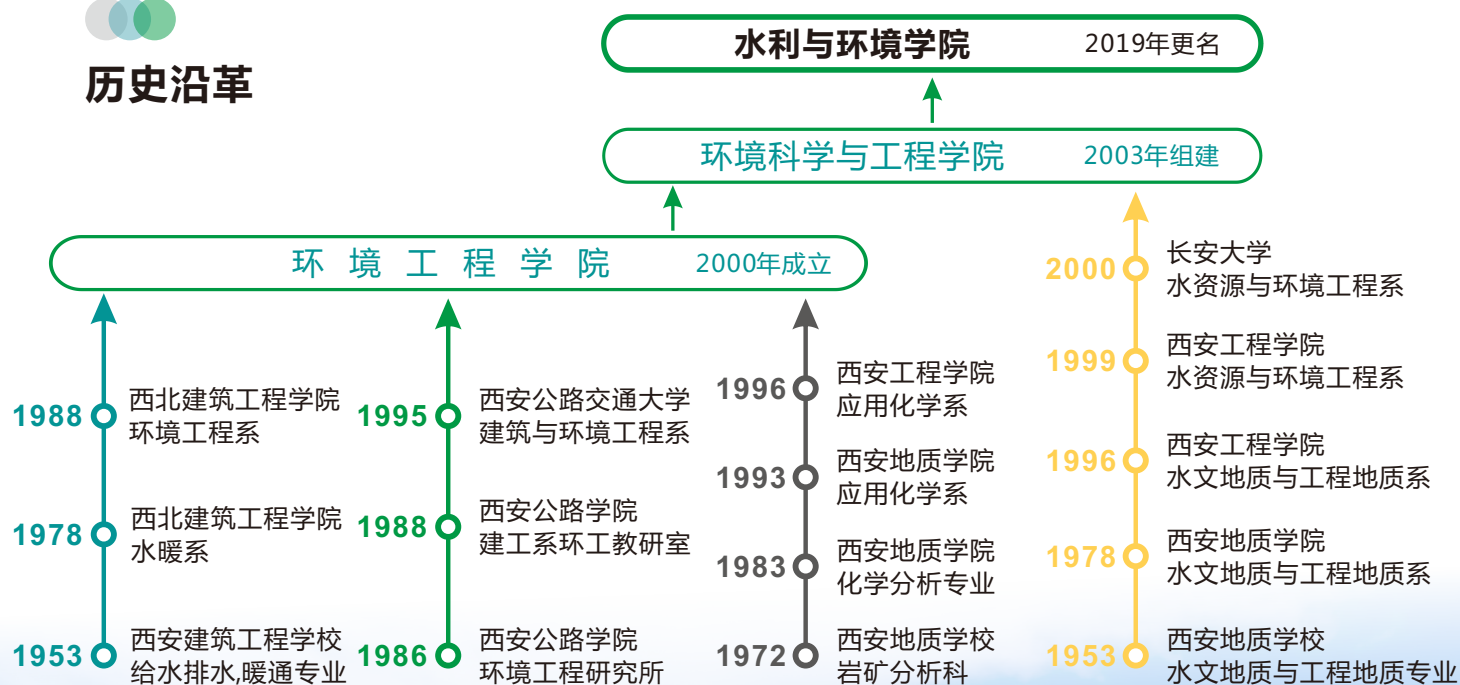 历史沿革
水利与环境学院 2019年更名
环境科学与工程学院 2003年组建
环境工程学院 2000年成立
1988
西北建筑工程学院
环境工程系
1978
西北建筑工程学院
水暖系
1953
西安建筑工程学校
给水排水,暖通专业
1995
西安公路交通大学
建筑与环境工程系
1988
西安公路学院
建工系环工教研室
1986
西安公路学院
环境工程研究所
1996
西安工程学院
应用化学系
1993
西安地质学院
应用化学系
1983
西安地质学院
化学分析专业
1972
西安地质学校
岩矿分析科
2000
长安大学
水资源与环境工程系
1999
西安工程学院
水资源与环境工程系
1996
西安工程学院
水文地质与工程地质系
1978
西安地质学院
水文地质与工程地质系
1953
西安地质学校
水文地质与工程地质专业